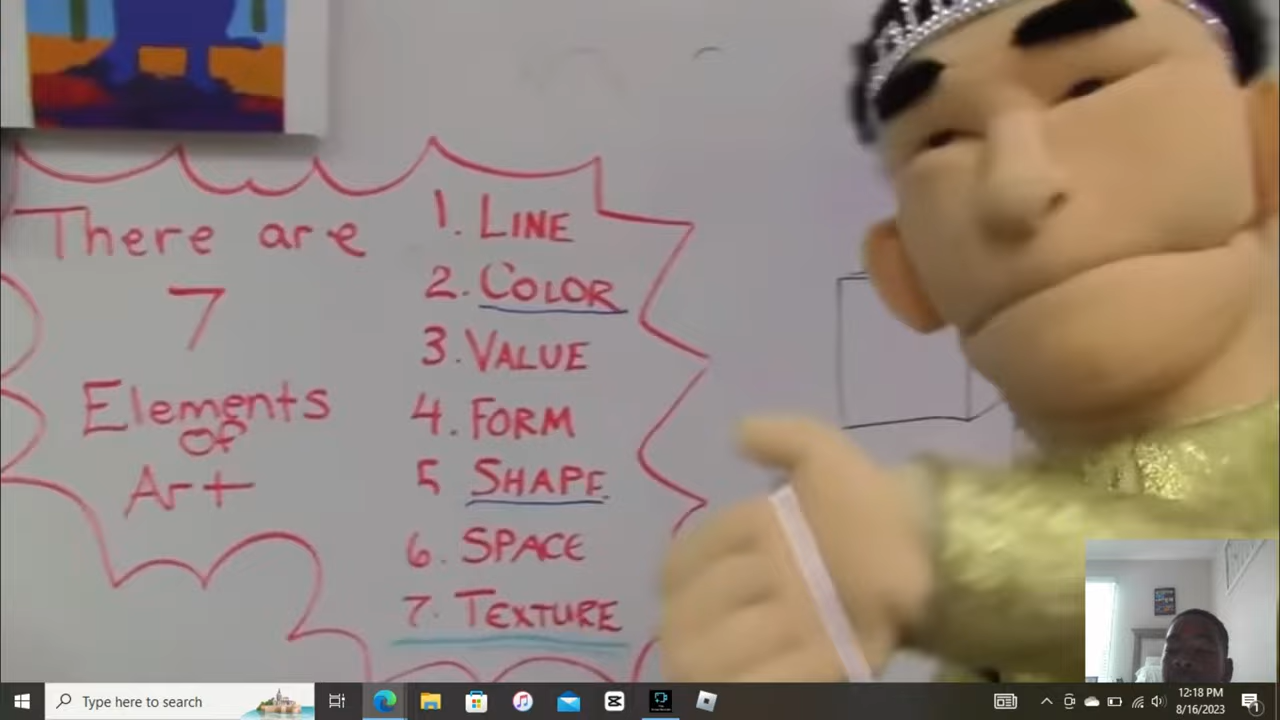 There are
7
Elements
of
Art
1. LINE
2. COLOR
3. VALUE
4. FORM
5 SHAPE
6. SPACE
7. TEXTURE
Type here to search
12:18 PM
8/16/2023
1